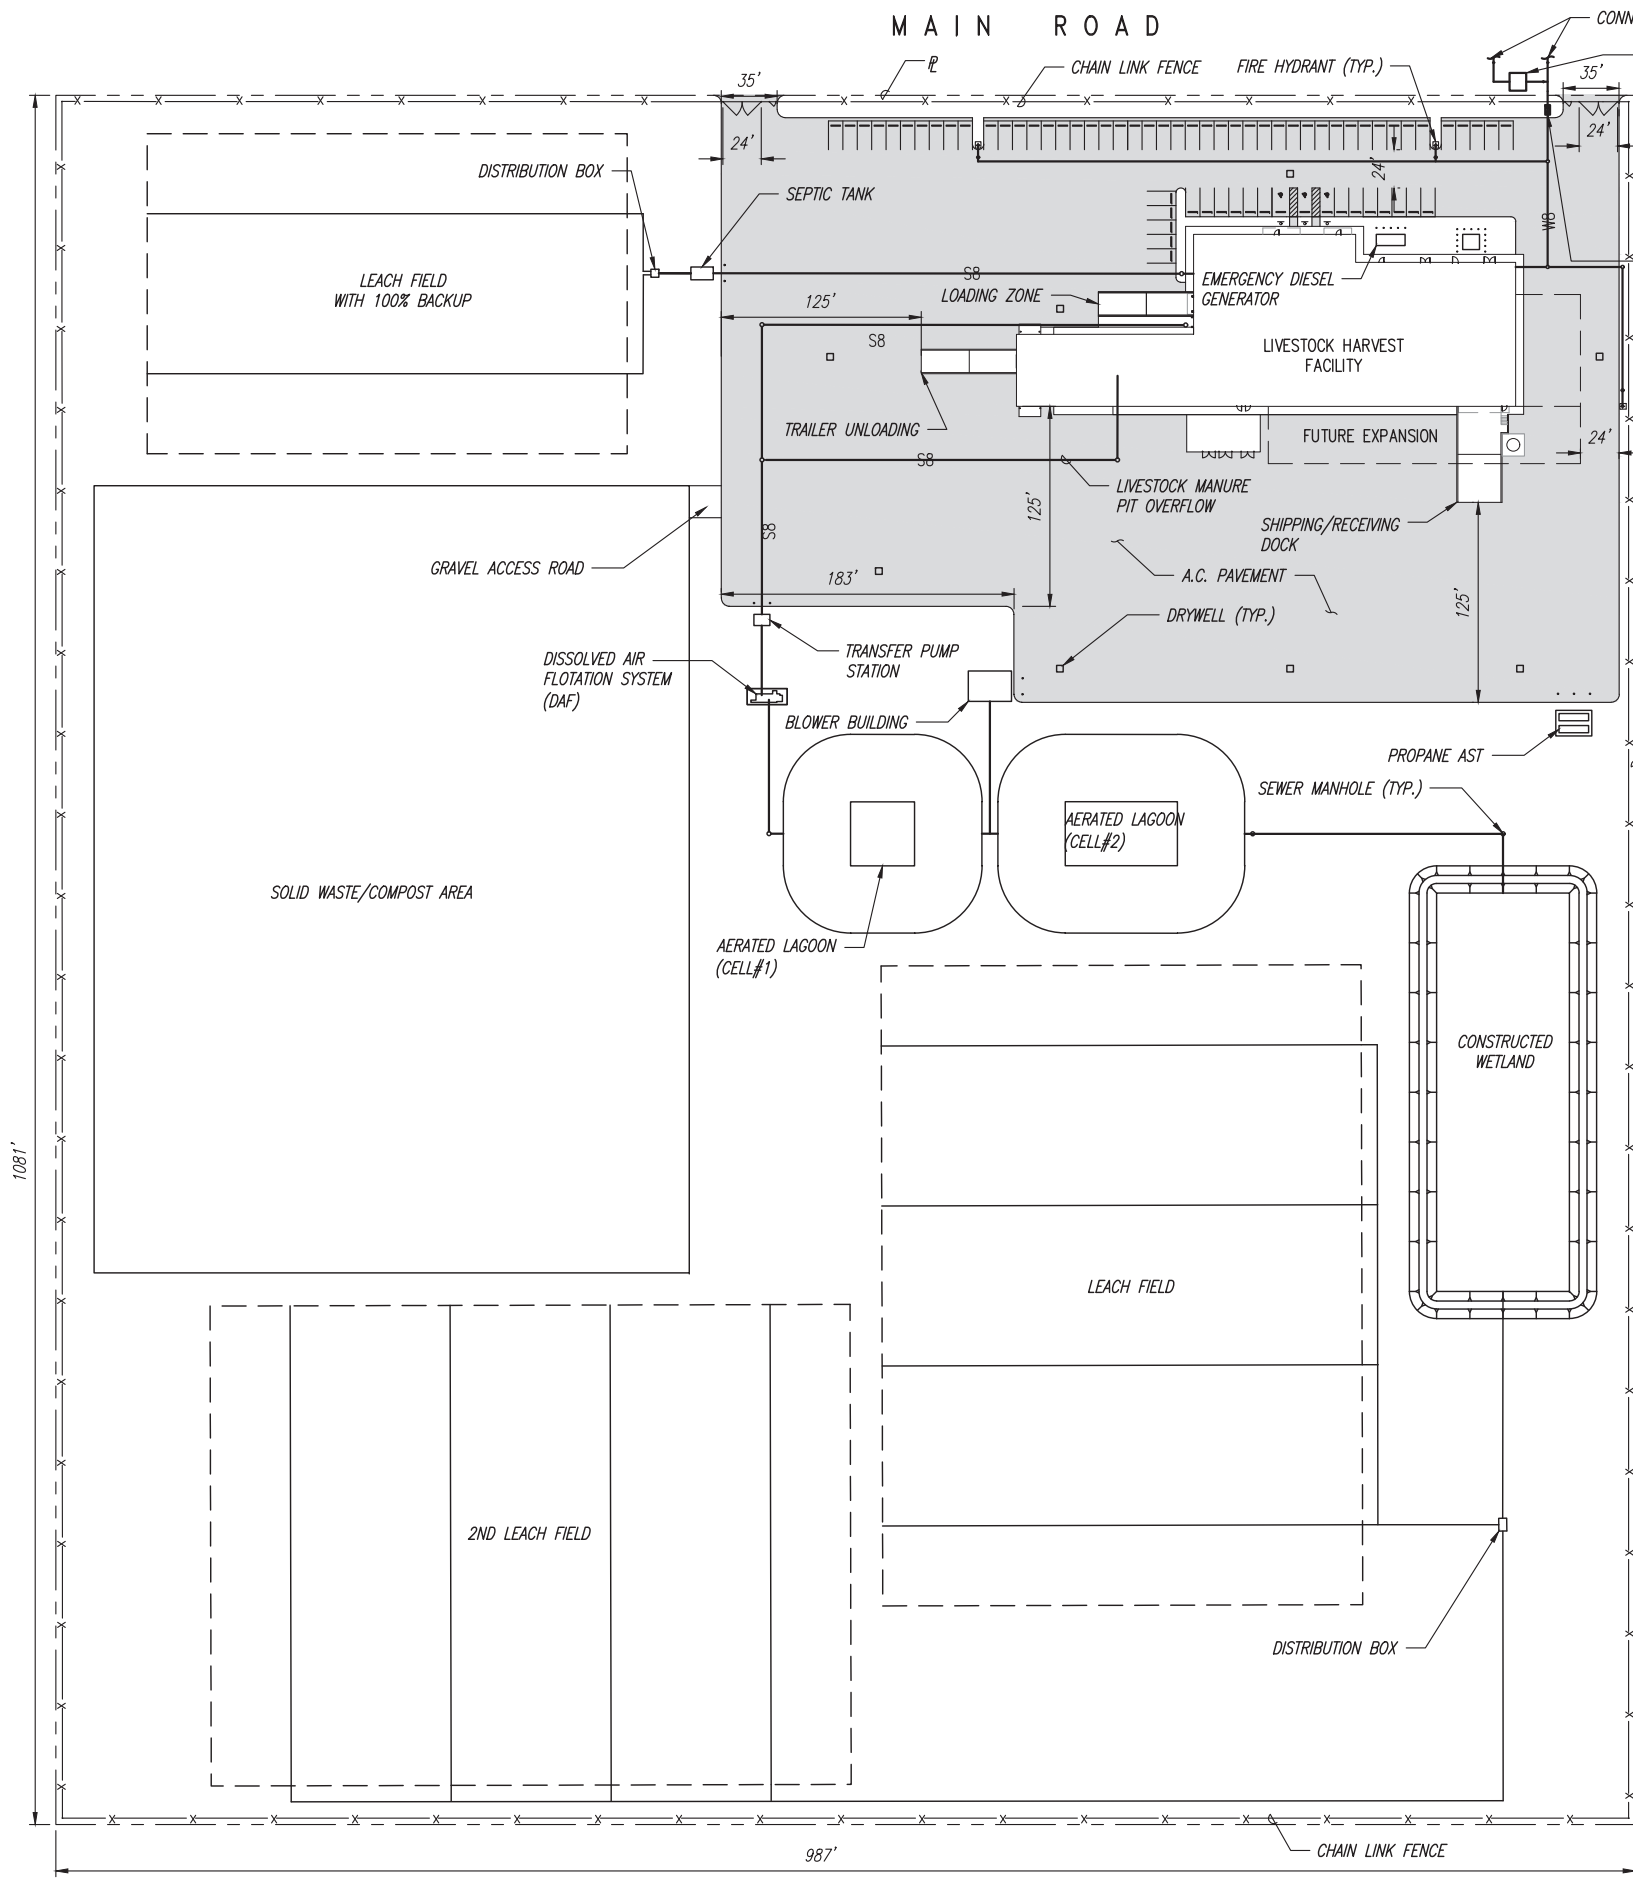 MAIN ROAD
CONN
℄
CHAIN LINK FENCE
FIRE HYDRANT (TYP.)
35'
35'
24'
24'
24'
DISTRIBUTION BOX
SEPTIC TANK
W8
LEACH FIELD
WITH 100% BACKUP
S8
EMERGENCY DIESEL
GENERATOR
LOADING ZONE
125'
S8
LIVESTOCK HARVEST
FACILITY
TRAILER UNLOADING
FUTURE EXPANSION
24'
S8
LIVESTOCK MANURE
PIT OVERFLOW
125'
SHIPPING/RECEIVING
DOCK
S8
GRAVEL ACCESS ROAD
183'
A.C. PAVEMENT
125'
DRYWELL (TYP.)
TRANSFER PUMP
STATION
DISSOLVED AIR
FLOTATION SYSTEM
(DAF)
BLOWER BUILDING
PROPANE AST
SEWER MANHOLE (TYP.)
AERATED LAGOON
(CELL#2)
SOLID WASTE/COMPOST AREA
AERATED LAGOON
(CELL#1)
CONSTRUCTED
WETLAND
1081'
LEACH FIELD
2ND LEACH FIELD
DISTRIBUTION BOX
CHAIN LINK FENCE
987'